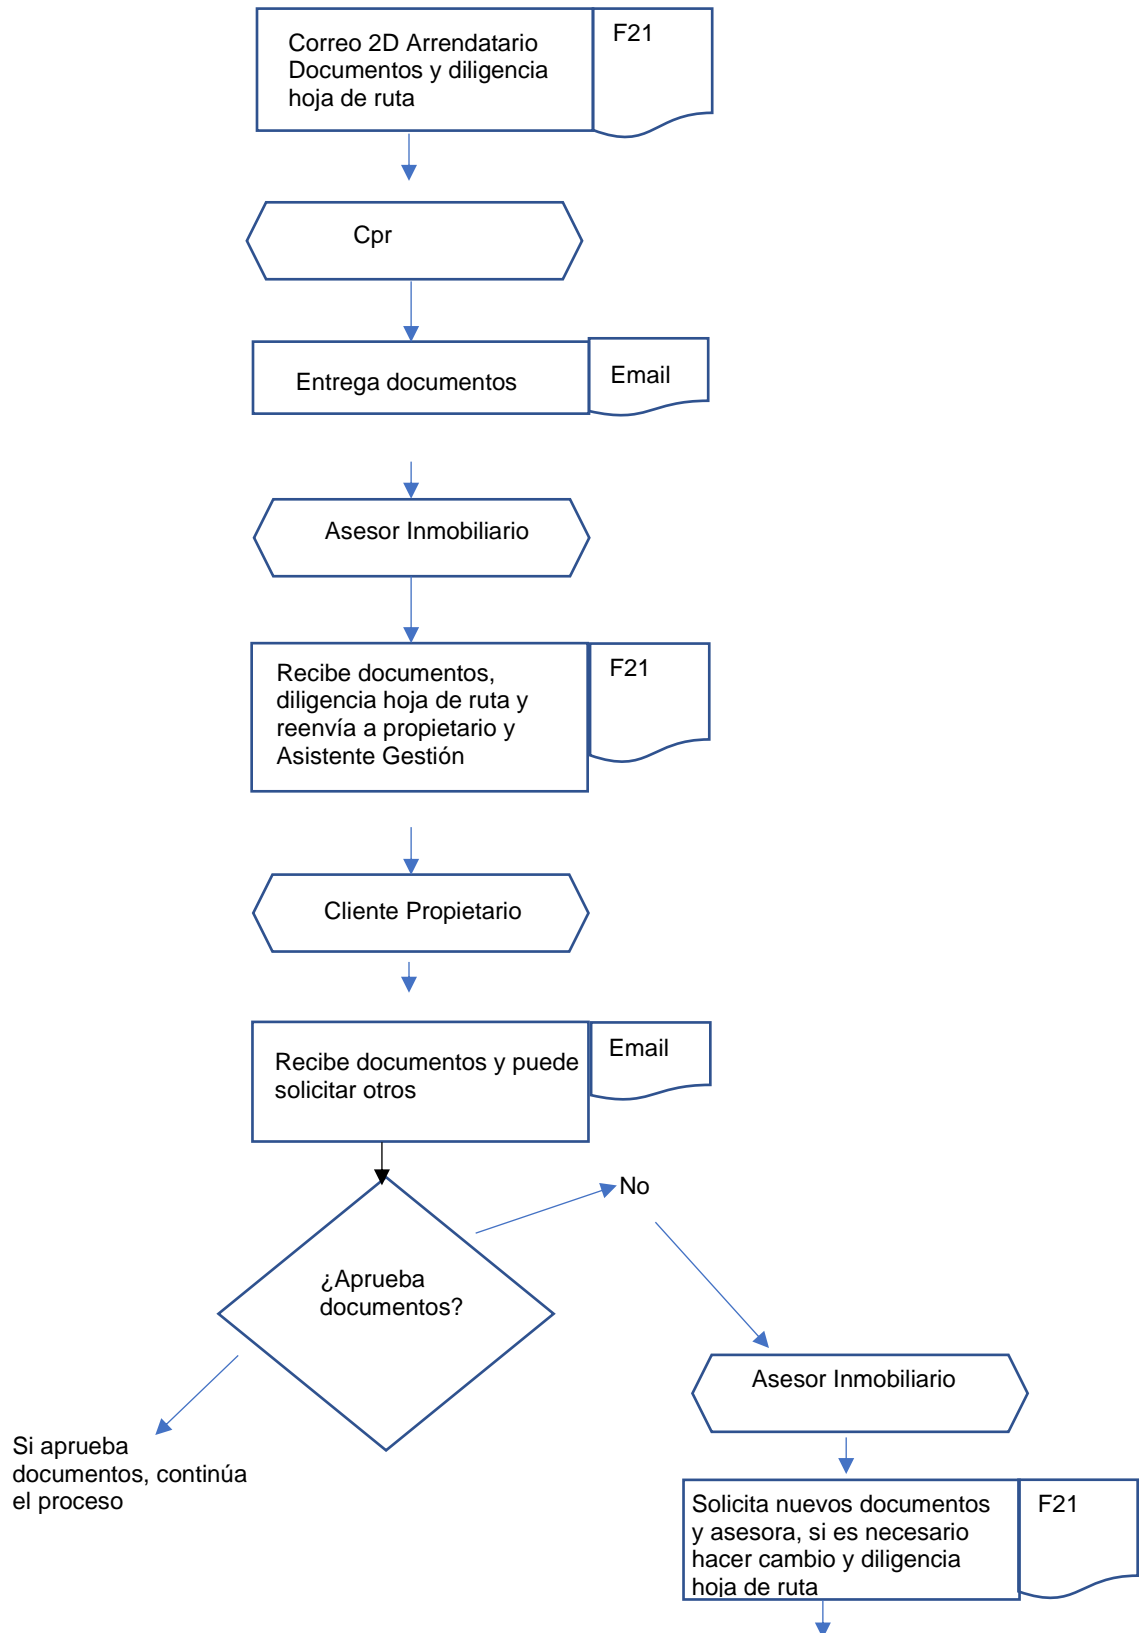 Correo 2D Arrendatario
Documentos y diligencia
hoja de ruta
F21
Cpr
Entrega documentos
Email
Asesor Inmobiliario
Recibe documentos,
diligencia hoja de ruta y
reenvía a propietario y
Asistente Gestión
F21
Cliente Propietario
Recibe documentos y puede
solicitar otros
Email
No
¿Aprueba
documentos?
Asesor Inmobiliario
Si aprueba
documentos, continúa
el proceso
Solicita nuevos documentos
y asesora, si es necesario
hacer cambio y diligencia
hoja de ruta
F21